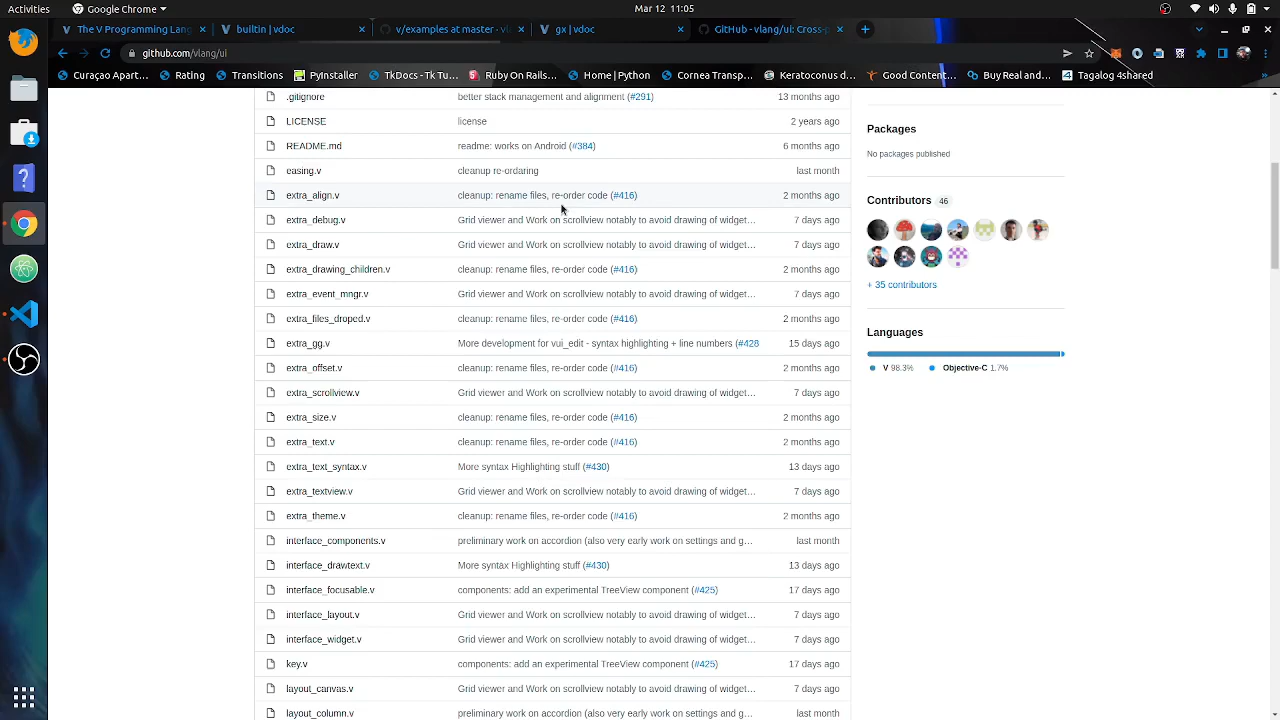 Activities Google Chrome Mar 12 11:05
The V Programming Lang builtin | vdoc v/examples at master · v gx | vdoc GitHub - vlang/ui: Cross-p
github.com/vlang/ui
Curaçao Apart... Rating Transitions PyInstaller TkDocs - Tk Tu... Ruby On Rails... Home | Python Cornea Transpl... Keratoconus d... Good Content... Buy Real and... Tagalog 4shared
.gitignore better stack management and alignment (#291) 13 months ago
LICENSE license 2 years ago
README.md readme: works on Android (#384) 6 months ago
easing.v cleanup re-ordaring last month
extra_align.v cleanup: rename files, re-order code (#416) 2 months ago
extra_debug.v Grid viewer and Work on scrollview notably to avoid drawing of widget... 7 days ago
extra_draw.v Grid viewer and Work on scrollview notably to avoid drawing of widget... 7 days ago
extra_drawing_children.v cleanup: rename files, re-order code (#416) 2 months ago
extra_event_mngr.v Grid viewer and Work on scrollview notably to avoid drawing of widget... 7 days ago
extra_files_droped.v cleanup: rename files, re-order code (#416) 2 months ago
extra_gg.v More development for vui_edit - syntax highlighting + line numbers (#428 15 days ago
extra_offset.v cleanup: rename files, re-order code (#416) 2 months ago
extra_scrollview.v Grid viewer and Work on scrollview notably to avoid drawing of widget... 7 days ago
extra_size.v cleanup: rename files, re-order code (#416) 2 months ago
extra_text.v cleanup: rename files, re-order code (#416) 2 months ago
extra_text_syntax.v More syntax Highlighting stuff (#430) 13 days ago
extra_textview.v Grid viewer and Work on scrollview notably to avoid drawing of widget... 7 days ago
extra_theme.v cleanup: rename files, re-order code (#416) 2 months ago
interface_components.v preliminary work on accordion (also very early work on settings and g... last month
interface_drawtext.v More syntax Highlighting stuff (#430) 13 days ago
interface_focusable.v components: add an experimental TreeView component (#425) 17 days ago
interface_layout.v Grid viewer and Work on scrollview notably to avoid drawing of widget... 7 days ago
interface_widget.v Grid viewer and Work on scrollview notably to avoid drawing of widget... 7 days ago
key.v components: add an experimental TreeView component (#425) 17 days ago
layout_canvas.v Grid viewer and Work on scrollview notably to avoid drawing of widget... 7 days ago
layout_column.v preliminary work on accordion (also very early work on settings and g... last month
Packages
No packages published
Contributors 46
+ 35 contributors
Languages
V 98.3% Objective-C 1.7%